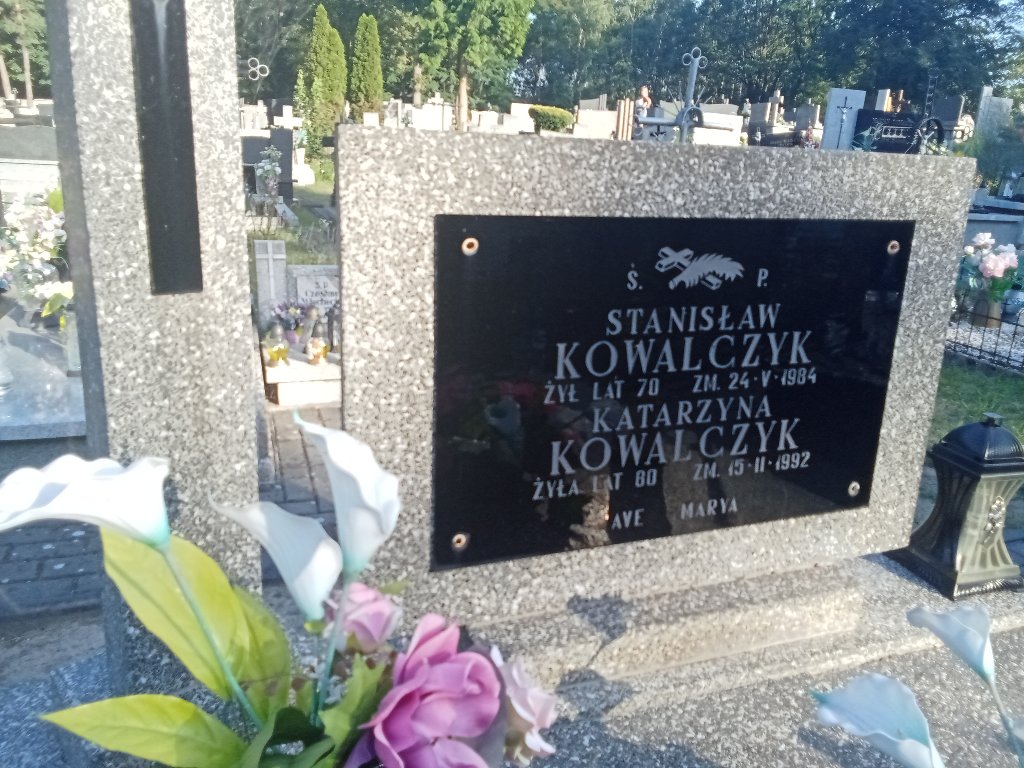 Ś. P.
STANISŁAW
KOWALCZYK
ŻYŁ LAT 70 ZM. 24·V·1984
KATARZYNA
KOWALCZYK
ŻYŁA LAT 80 ZM. 15·II·1992
AVE MARYA
Ś.P.